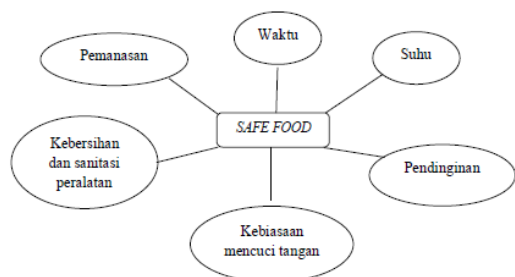 Waktu
Pemanasan
Suhu
SAFE FOOD
Kebersihan
dan sanitasi
peralatan
Pendinginan
Kebiasaan
mencuci tangan